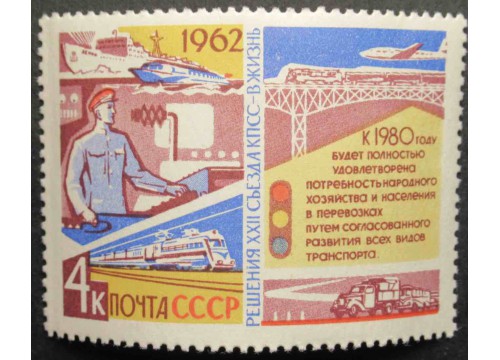 1962
РЕШЕНИЯ XXII СЪЕЗДА КПСС–В ЖИЗНЬ
К 1980 ГОДУ
БУДЕТ ПОЛНОСТЬЮ
УДОВЛЕТВОРЕНА
ПОТРЕБНОСТЬ НАРОДНОГО
ХОЗЯЙСТВА И НАСЕЛЕНИЯ
В ПЕРЕВОЗКАХ
ПУТЕМ СОГЛАСОВАННОГО
РАЗВИТИЯ ВСЕХ ВИДОВ
ТРАНСПОРТА.
4К ПОЧТА СССР